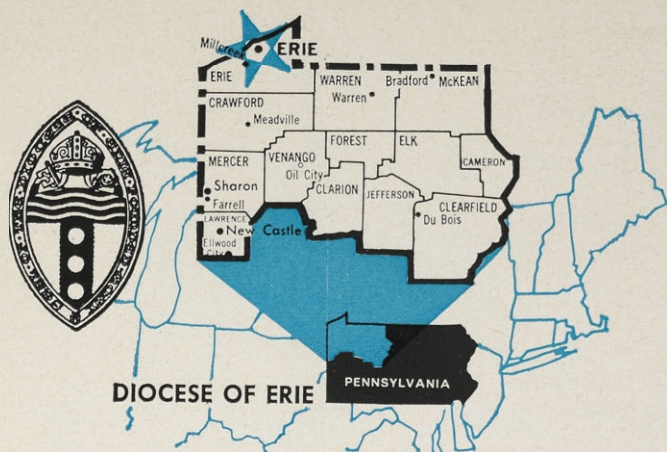 Millcreek
ERIE
ERIE
WARREN
Warren
Bradford
McKEAN
CRAWFORD
Meadville
MERCER
Sharon
Farrell
VENANGO
Oil City
FOREST
ELK
CAMERON
CLARION
JEFFERSON
CLEARFIELD
Du Bois
LAWRENCE
New Castle
Ellwood
City
DIOCESE OF ERIE
PENNSYLVANIA